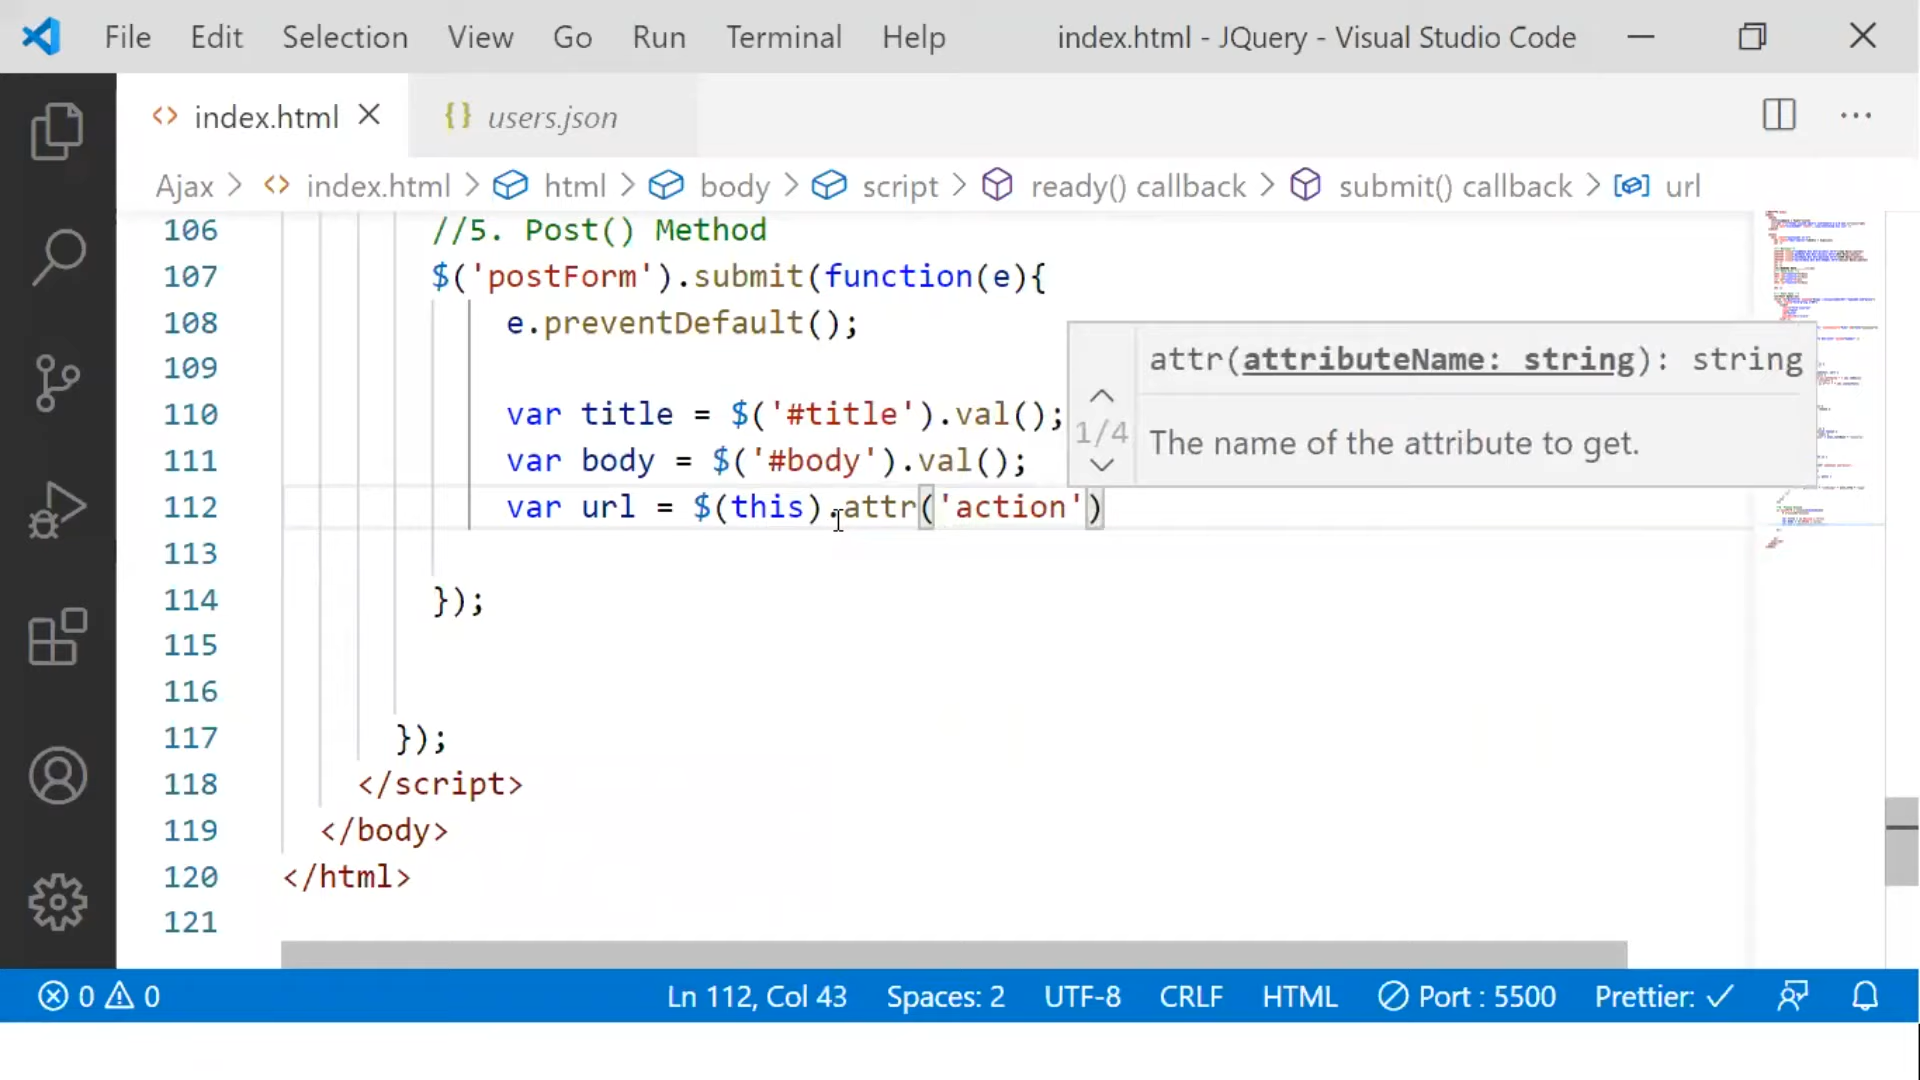 File Edit Selection View Go Run Terminal Help index.html - JQuery - Visual Studio Code
index.html users.json
Ajax > index.html > html > body > script > ready() callback > submit() callback > url
106 //5. Post() Method
107 $('postForm').submit(function(e){
108 e.preventDefault();
109
110 var title = $('#title').val();
111 var body = $('#body').val();
112 var url = $(this).attr('action')
113
114 });
115
116
117 });
118 </script>
119 </body>
120 </html>
121
attr(attributeName: string): string
1/4 The name of the attribute to get.
0 0 Ln 112, Col 43 Spaces: 2 UTF-8 CRLF HTML Port : 5500 Prettier: ✓